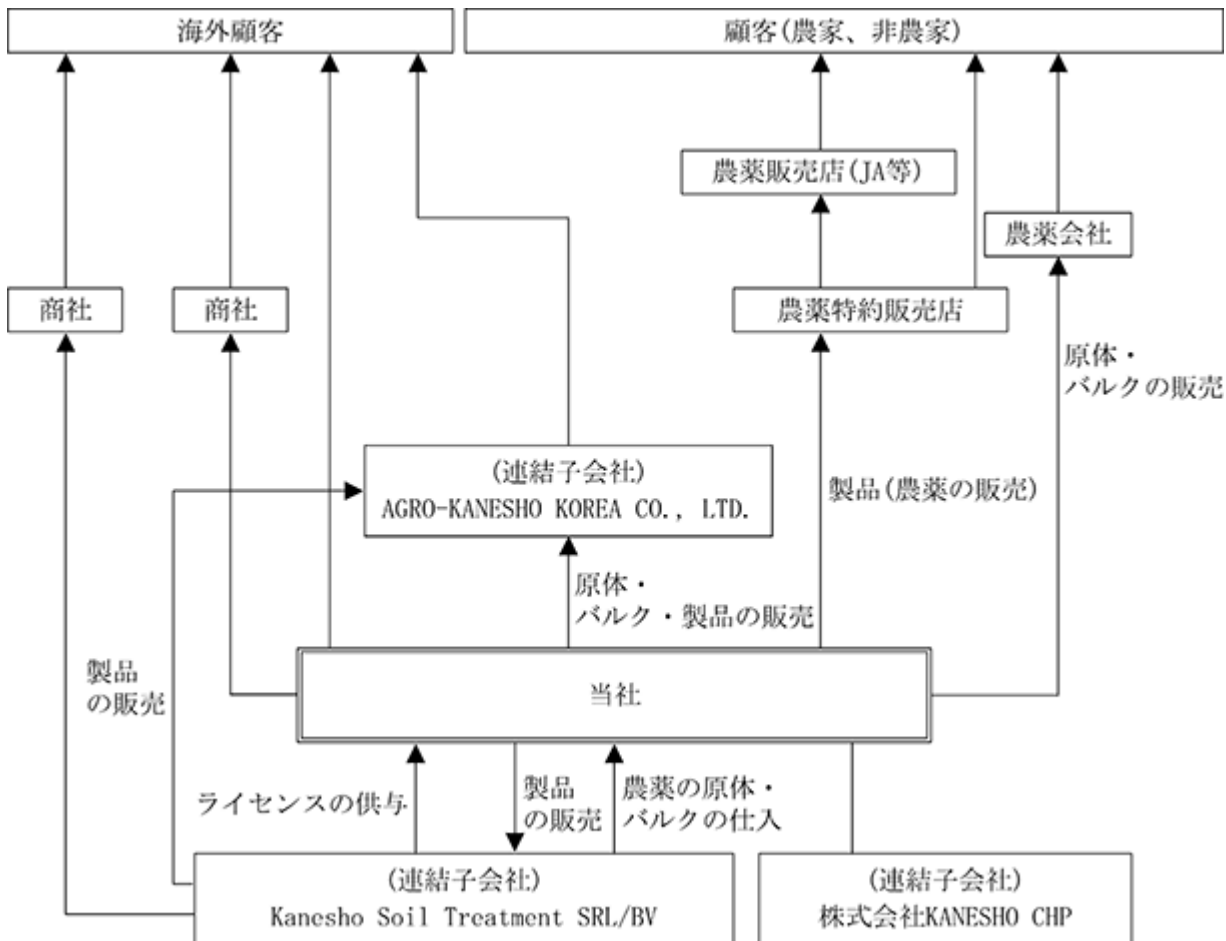 海外顧客
顧客(農家、非農家)
農薬販売店(JA等)
農薬会社
商社
商社
農薬特約販売店
原体・
バルクの販売
(連結子会社)
AGRO-KANESHO KOREA CO., LTD.
製品(農薬の販売)
原体・
バルク・製品の販売
製品
の販売
当社
ライセンスの供与
製品
の販売
農薬の原体・
バルクの仕入
(連結子会社)
Kanesho Soil Treatment SRL/BV
(連結子会社)
株式会社KANESHO CHP